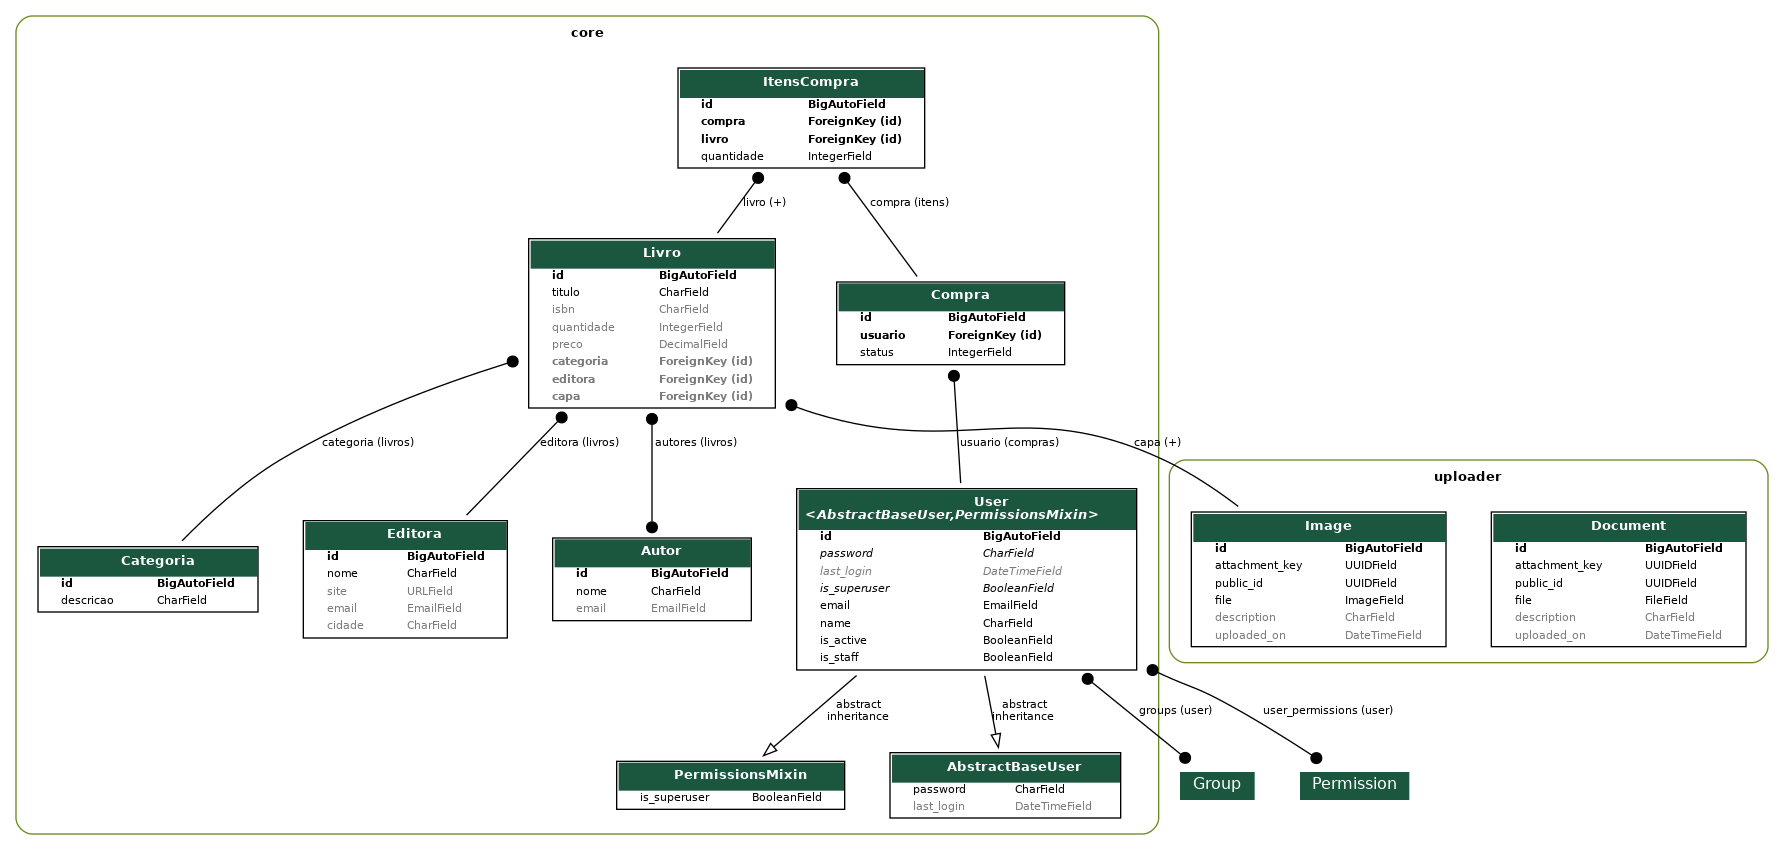 core
ItensCompra
id BigAutoField
compra ForeignKey (id)
livro ForeignKey (id)
quantidade IntegerField
livro (+)
compra (itens)
Livro
id BigAutoField
titulo CharField
isbn CharField
quantidade IntegerField
preco DecimalField
categoria ForeignKey (id)
editora ForeignKey (id)
capa ForeignKey (id)
Compra
id BigAutoField
usuario ForeignKey (id)
status IntegerField
categoria (livros)
editora (livros)
autores (livros)
usuario (compras)
capa (+)
Categoria
id BigAutoField
descricao CharField
Editora
id BigAutoField
nome CharField
site URLField
email EmailField
cidade CharField
Autor
id BigAutoField
nome CharField
email EmailField
User
<AbstractBaseUser,PermissionsMixin>
id BigAutoField
password CharField
last_login DateTimeField
is_superuser BooleanField
email EmailField
name CharField
is_active BooleanField
is_staff BooleanField
uploader
Image
id BigAutoField
attachment_key UUIDField
public_id UUIDField
file ImageField
description CharField
uploaded_on DateTimeField
Document
id BigAutoField
attachment_key UUIDField
public_id UUIDField
file FileField
description CharField
uploaded_on DateTimeField
abstract
inheritance
abstract
inheritance
groups (user)
user_permissions (user)
PermissionsMixin
is_superuser BooleanField
AbstractBaseUser
password CharField
last_login DateTimeField
Group
Permission